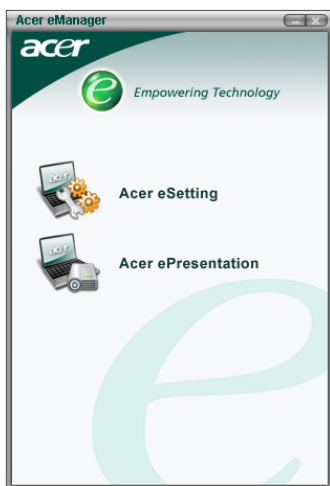 Acer eManager
acer
e Empowering Technology
Acer eSetting
Acer ePresentation